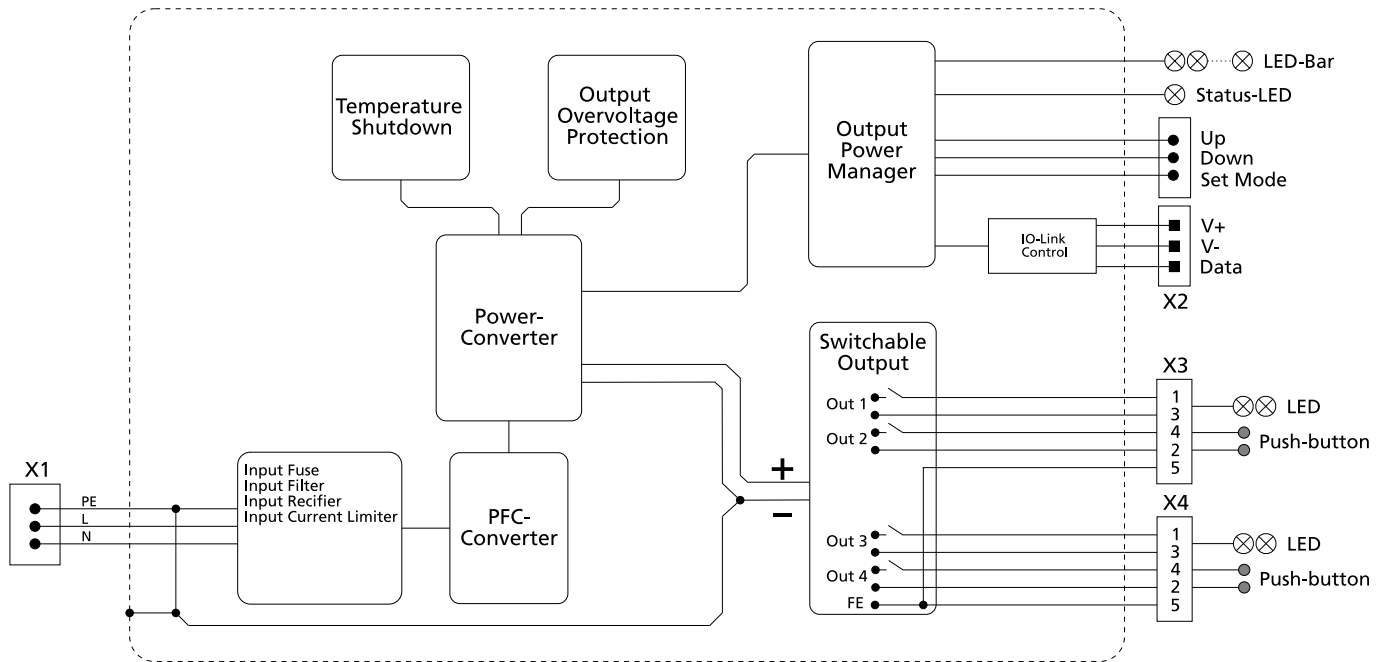 Temperature
Shutdown
Output
Overvoltage
Protection
Output
Power
Manager
LED-Bar
Status-LED
Up
Down
Set Mode
IO-Link
Control
V+
V-
Data
X2
Power-
Converter
Switchable
Output
Out 1
Out 2
X3
1
3
4
2
5
LED
Push-button
X1
PE
L
N
Input Fuse
Input Filter
Input Recifier
Input Current Limiter
PFC-
Converter
+
−
Out 3
Out 4
FE
X4
1
3
4
2
5
LED
Push-button